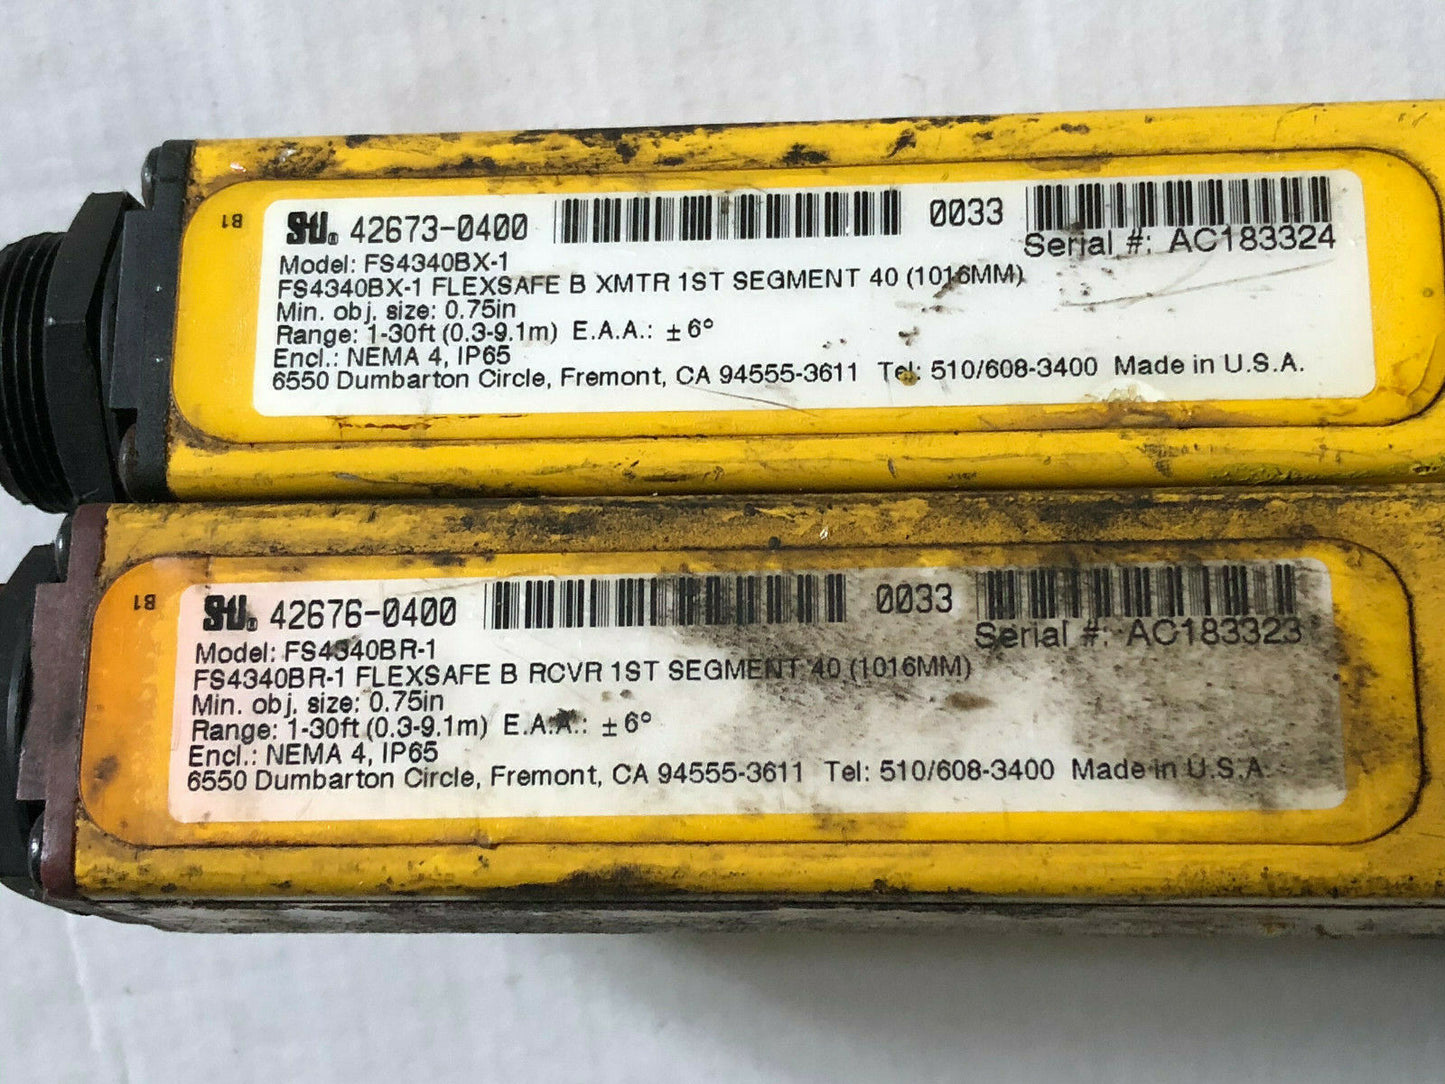 B1
STI® 42673-0400 0033
Serial #: AC183324
Model: FS4340BX-1
FS4340BX-1 FLEXSAFE B XMTR 1ST SEGMENT 40 (1016MM)
Min. obj. size: 0.75in
Range: 1-30ft (0.3-9.1m) E.A.A.: ± 6°
Encl.: NEMA 4, IP65
6550 Dumbarton Circle, Fremont, CA 94555-3611 Tel: 510/608-3400 Made in U.S.A.
B1
STI® 42676-0400 0033
Serial #: AC183323
Model: FS4340BR-1
FS4340BR-1 FLEXSAFE B RCVR 1ST SEGMENT 40 (1016MM)
Min. obj. size: 0.75in
Range: 1-30ft (0.3-9.1m) E.A.A.: ± 6°
Encl.: NEMA 4, IP65
6550 Dumbarton Circle, Fremont, CA 94555-3611 Tel: 510/608-3400 Made in U.S.A.